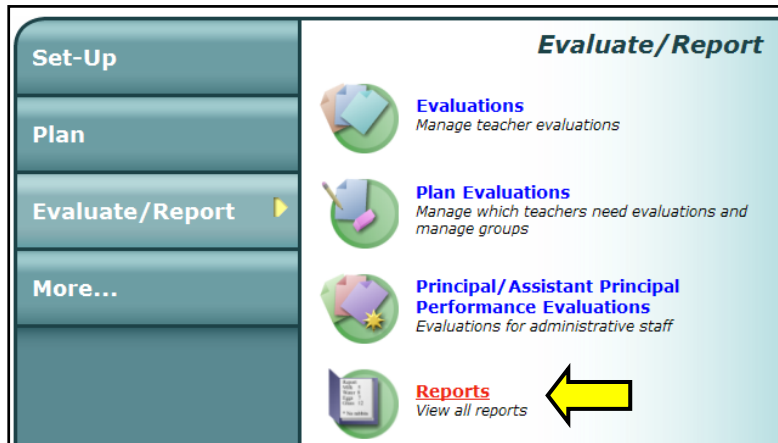 Set-Up
Plan
Evaluate/Report
More...
Evaluate/Report
Evaluations
Manage teacher evaluations
Plan Evaluations
Manage which teachers need evaluations and
manage groups
Principal/Assistant Principal
Performance Evaluations
Evaluations for administrative staff
Reports
View all reports